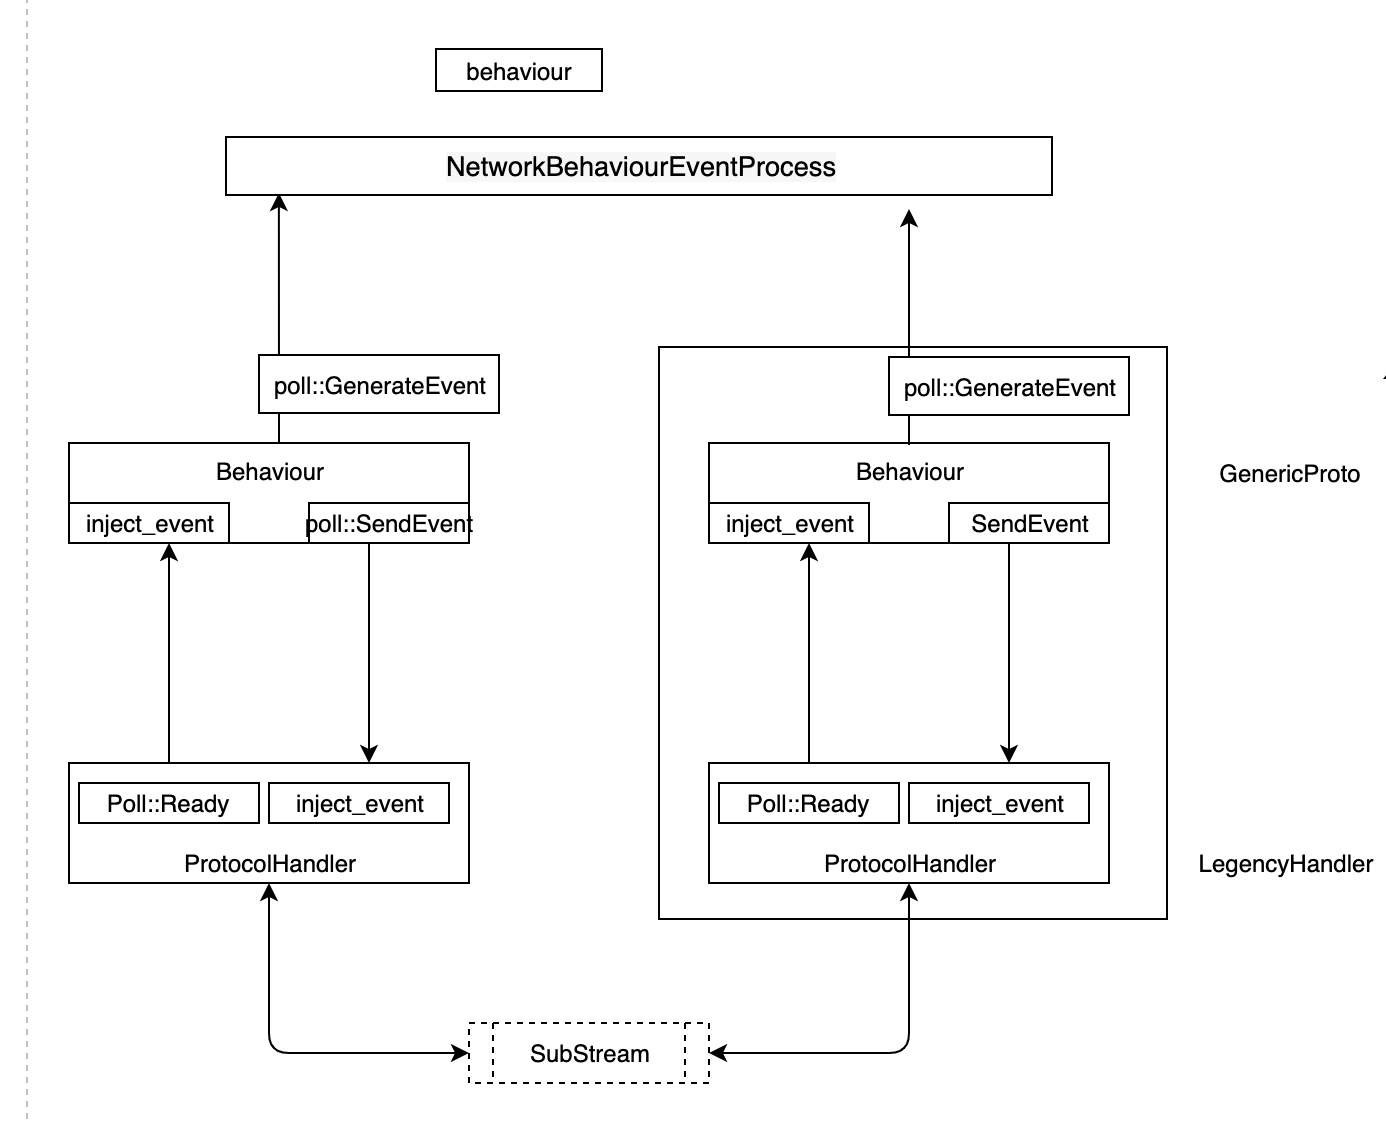 behaviour
NetworkBehaviourEventProcess
poll::GenerateEvent
poll::GenerateEvent
Behaviour
Behaviour
GenericProto
inject_event
poll::SendEvent
inject_event
SendEvent
Poll::Ready
inject_event
Poll::Ready
inject_event
ProtocolHandler
ProtocolHandler
LegencyHandler
SubStream